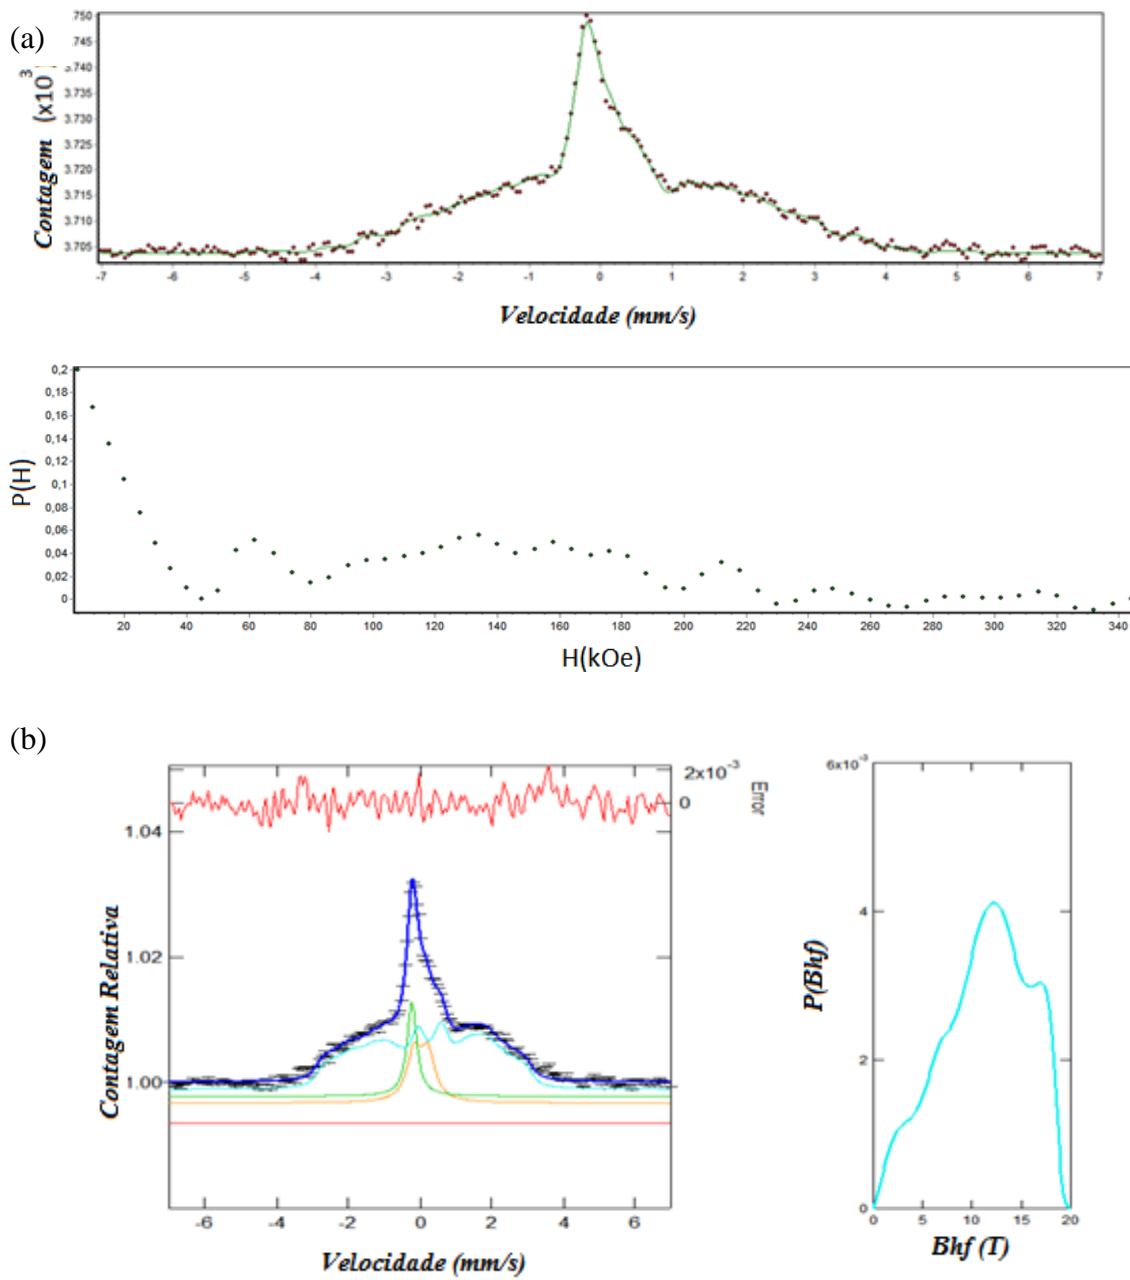 (a)
Contagem (x10³
.750
3.745
3.740
3.735
3.730
3.725
3.720
3.715
3.710
3.705
-7 -6 -5 -4 -3 -2 -1 0 1 2 3 4 5 6 7
Velocidade (mm/s)
P(H)
0,2
0,18
0,16
0,14
0,12
0,1
0,08
0,06
0,04
0,02
0
20 40 60 80 100 120 140 160 180 200 220 240 260 280 300 320 340
H(kOe)
(b)
2x10⁻³
0
Error
Contagem Relativa
1.04
1.02
1.00
-6 -4 -2 0 2 4 6
Velocidade (mm/s)
P(Bhf)
6x10⁻³
4
2
0
0 5 10 15 20
Bhf (T)